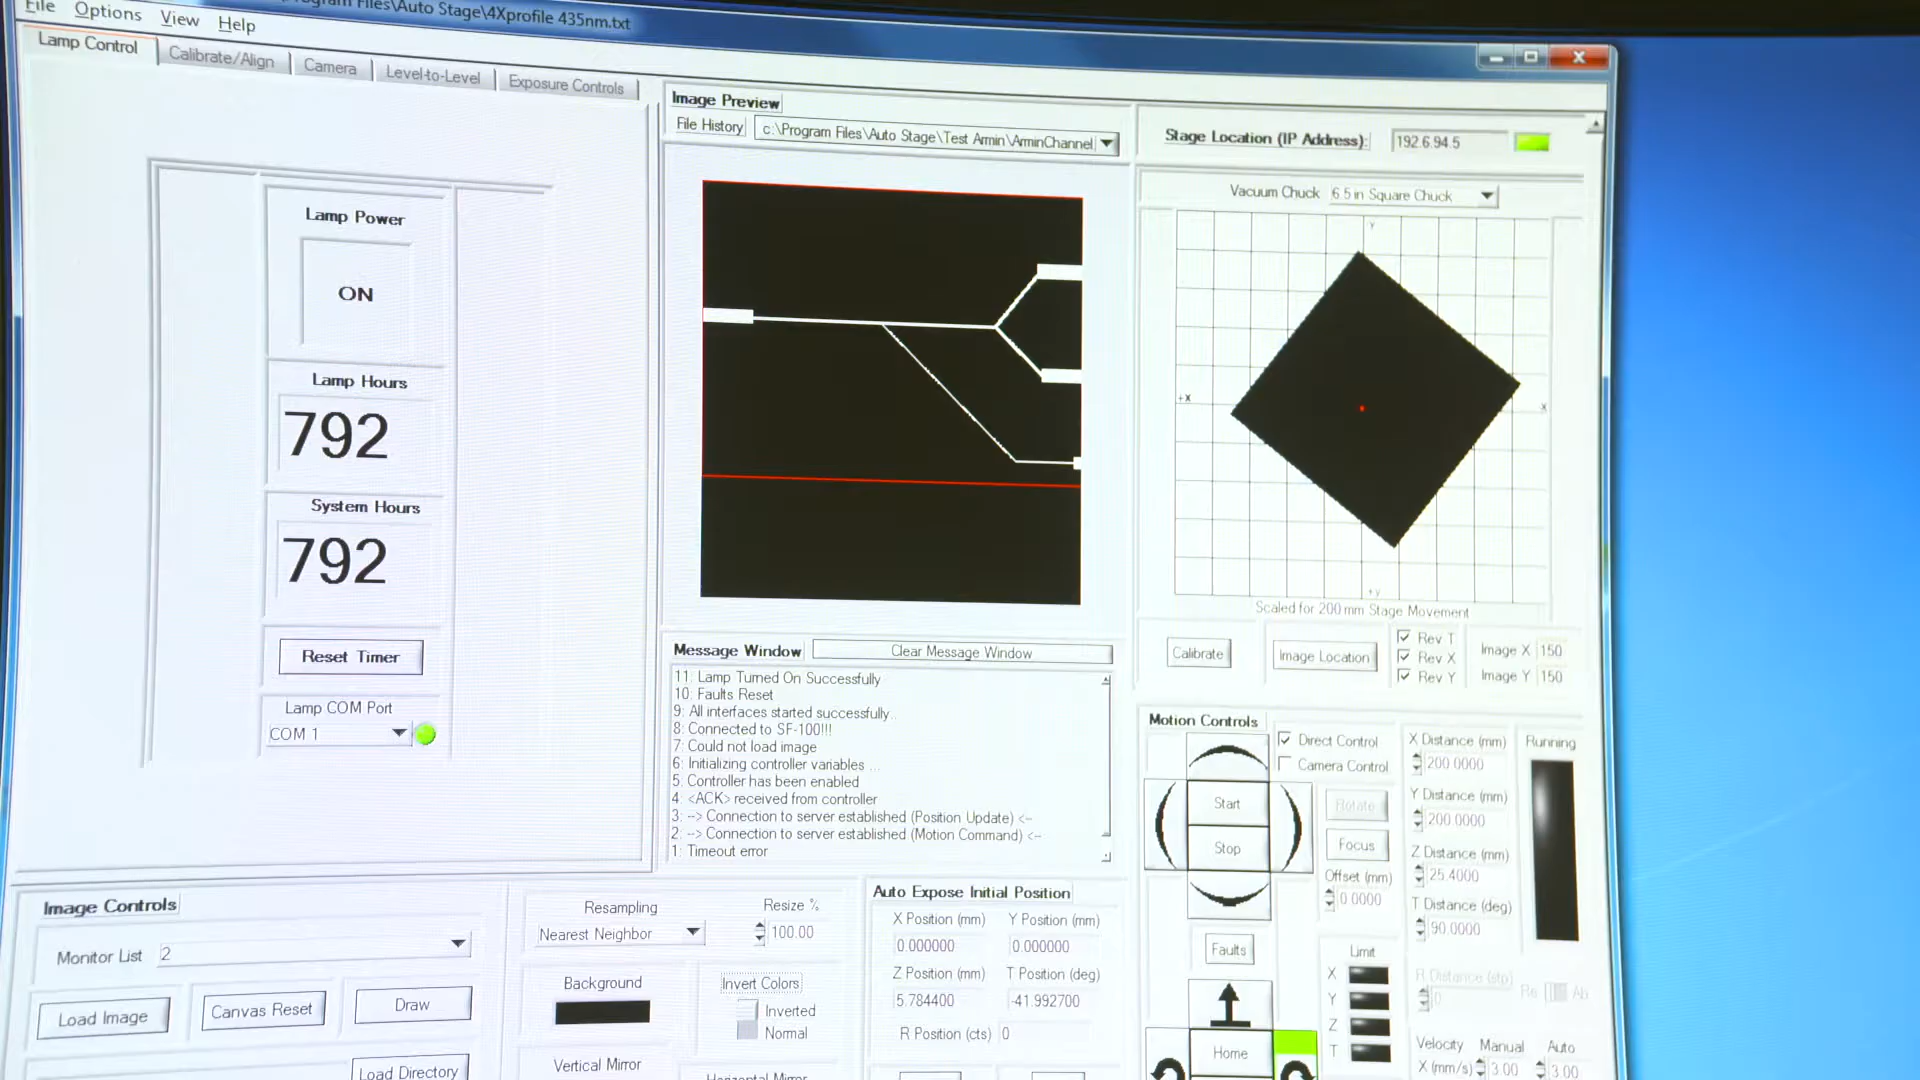 Program Files\Auto Stage\4Xprofile 435nm.txt
File Options View Help
Lamp Control Calibrate/Align Camera Level-to-Level Exposure Controls
Lamp Power
ON
Lamp Hours
792
System Hours
792
Reset Timer
Lamp COM Port
COM 1
Image Preview
File History c:\Program Files\Auto Stage\Test Armin\ArminChannel
Message Window Clear Message Window
11: Lamp Turned On Successfully
10: Faults Reset
9: All interfaces started successfully..
8: Connected to SF-100!!!
7: Could not load image
6: Initializing controller variables ...
5: Controller has been enabled
4: <ACK> received from controller
3: --> Connection to server established (Position Update) <--
2: --> Connection to server established (Motion Command) <--
1: Timeout error
Stage Location (IP Address): 192.6.94.5
Vacuum Chuck 6.5 in Square Chuck
Y
+X X
+Y
Scaled for 200 mm Stage Movement
Calibrate Image Location
Rev T
Rev X
Rev Y
Image X 150
Image Y 150
Motion Controls
Direct Control
Camera Control
Start
Stop
Rotate
Focus
Offset (mm)
0.0000
Faults
Home
X Distance (mm)
200.0000
Y Distance (mm)
200.0000
Z Distance (mm)
25.4000
T Distance (deg)
90.0000
R Distance (stp)
0
Re Ab
Running
Limit
X
Y
Z
T
Velocity Manual Auto
X (mm/s) 3.00 3.00
Image Controls
Monitor List 2
Load Image Canvas Reset Draw
Load Directory
Resampling
Nearest Neighbor
Resize %
100.00
Background
Invert Colors
Inverted
Normal
Vertical Mirror
Horizontal Mirror
Auto Expose Initial Position
X Position (mm) Y Position (mm)
0.000000 0.000000
Z Position (mm) T Position (deg)
5.784400 -41.992700
R Position (cts) 0